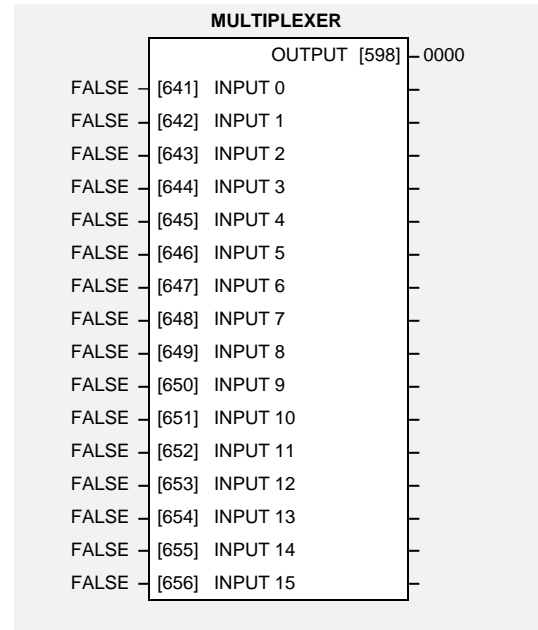 MULTIPLEXER
OUTPUT [598] – 0000
FALSE – [641] INPUT 0
FALSE – [642] INPUT 1
FALSE – [643] INPUT 2
FALSE – [644] INPUT 3
FALSE – [645] INPUT 4
FALSE – [646] INPUT 5
FALSE – [647] INPUT 6
FALSE – [648] INPUT 7
FALSE – [649] INPUT 8
FALSE – [650] INPUT 9
FALSE – [651] INPUT 10
FALSE – [652] INPUT 11
FALSE – [653] INPUT 12
FALSE – [654] INPUT 13
FALSE – [655] INPUT 14
FALSE – [656] INPUT 15